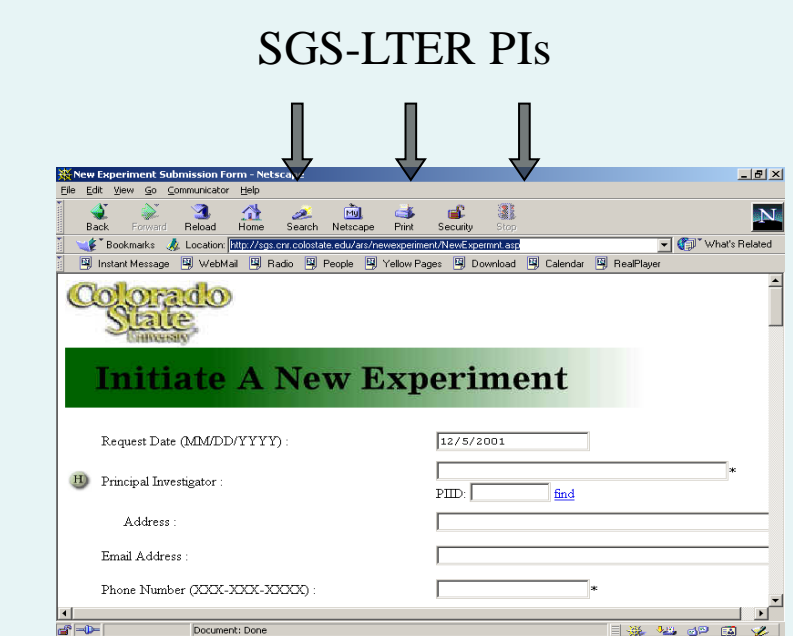 SGS-LTER PIs
New Experiment Submission Form - Netscape
File Edit View Go Communicator Help
Back Forward Reload Home Search Netscape Print Security Stop
Bookmarks Location: http://sgs.cnr.colostate.edu/ars/newexperiment/NewExpermnt.asp What's Related
Instant Message WebMail Radio People Yellow Pages Download Calendar RealPlayer
Colorado
State
University
Initiate A New Experiment
Request Date (MM/DD/YYYY) : 12/5/2001
H Principal Investigator : *
PIID: find
Address :
Email Address :
Phone Number (XXX-XXX-XXXX) : *
Document: Done